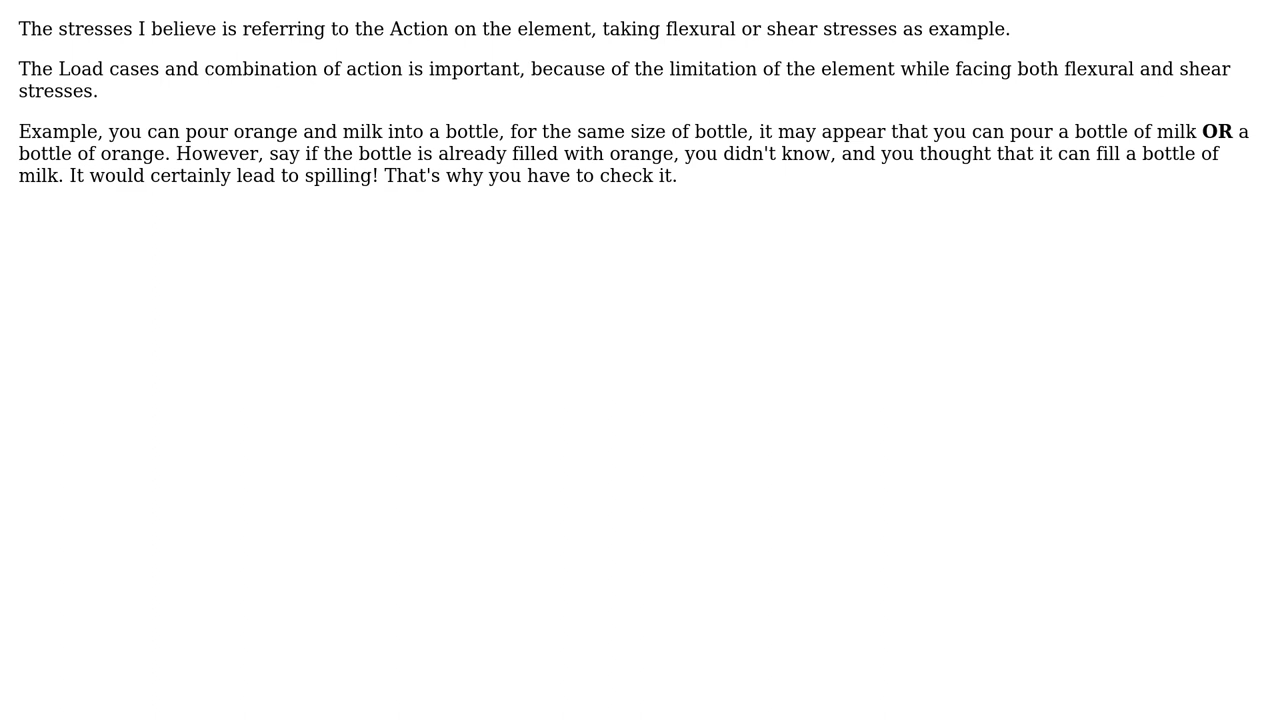 The stresses I believe is referring to the Action on the element, taking flexural or shear stresses as example.
The Load cases and combination of action is important, because of the limitation of the element while facing both flexural and shear
stresses.
Example, you can pour orange and milk into a bottle, for the same size of bottle, it may appear that you can pour a bottle of milk OR a
bottle of orange. However, say if the bottle is already filled with orange, you didn't know, and you thought that it can fill a bottle of
milk. It would certainly lead to spilling! That's why you have to check it.